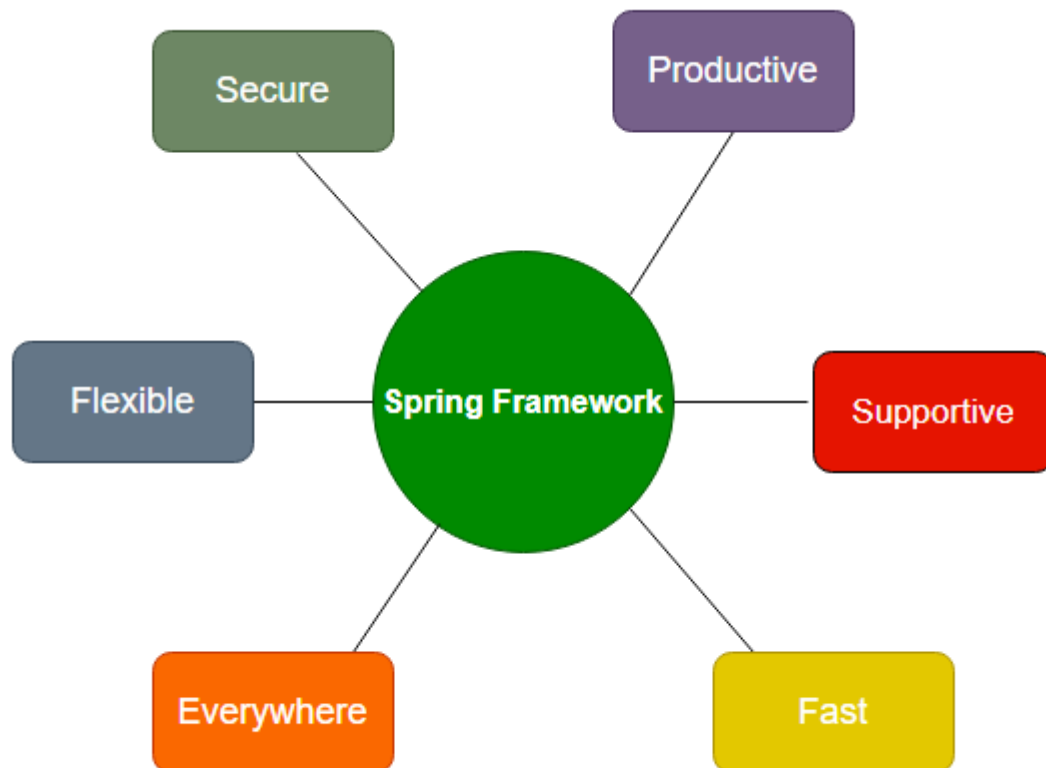 Secure
Productive
Flexible
Spring Framework
Supportive
Everywhere
Fast